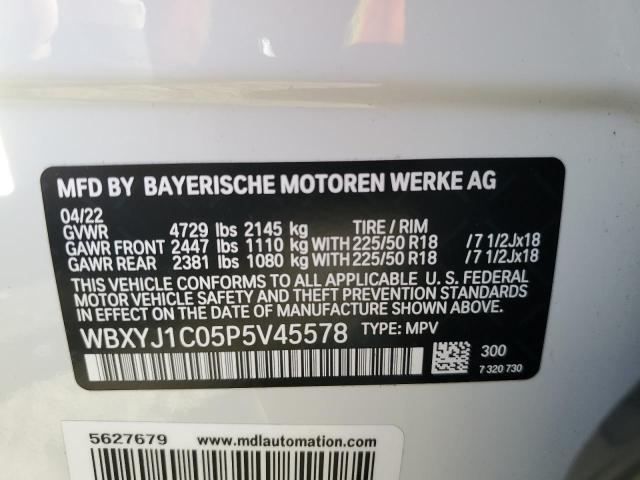 MFD BY BAYERISCHE MOTOREN WERKE AG
04/22
GVWR 4729 lbs 2145 kg TIRE / RIM
GAWR FRONT 2447 lbs 1110 kg WITH 225/50 R18 /7 1/2Jx18
GAWR REAR 2381 lbs 1080 kg WITH 225/50 R18 /7 1/2Jx18
THIS VEHICLE CONFORMS TO ALL APPLICABLE U. S. FEDERAL
MOTOR VEHICLE SAFETY AND THEFT PREVENTION STANDARDS
IN EFFECT ON THE DATE OF MANUFACTURE SHOWN ABOVE.
WBXYJ1C05P5V45578 TYPE: MPV
300
7 320 730
5627679 www.mdlautomation.com